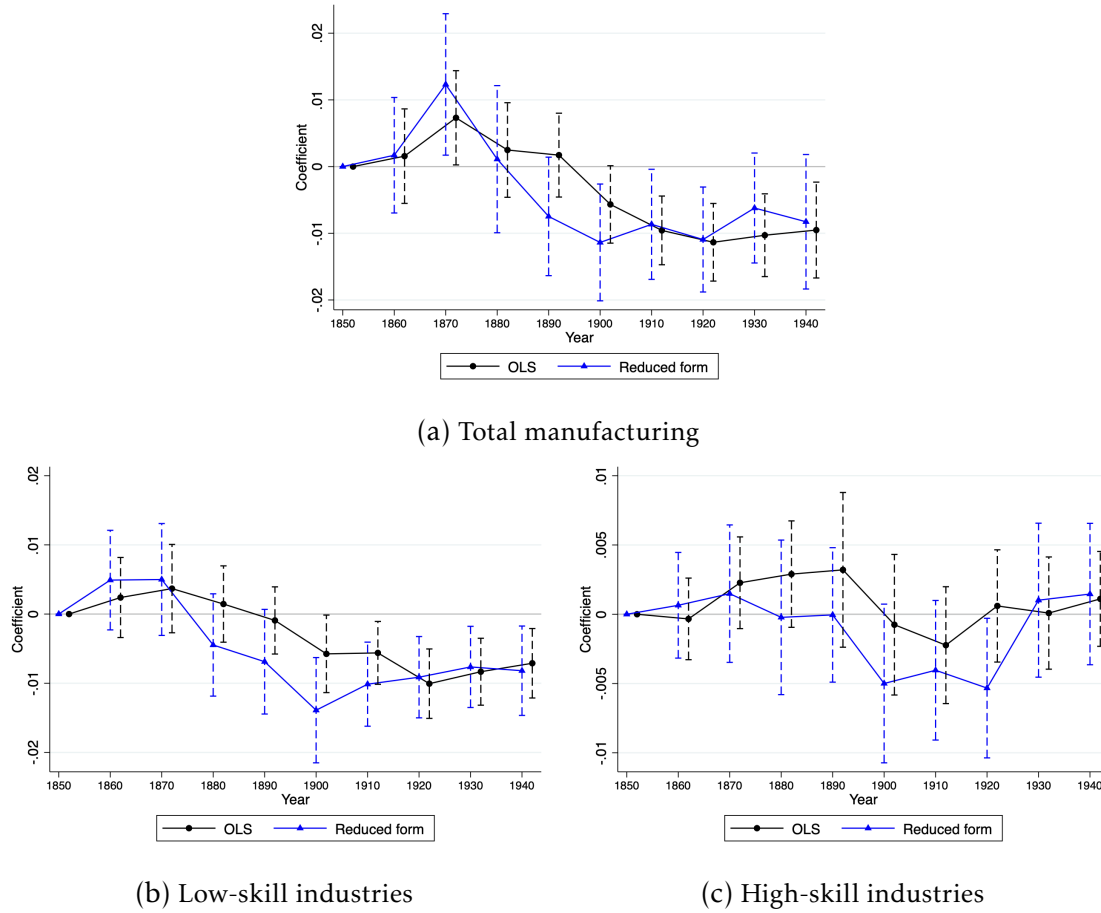 .02
.01
0
-.01
-.02
Coefficient
1850 1860 1870 1880 1890 1900 1910 1920 1930 1940
Year
OLS Reduced form
(a) Total manufacturing
.02
.01
0
-.01
-.02
Coefficient
1850 1860 1870 1880 1890 1900 1910 1920 1930 1940
Year
OLS Reduced form
(b) Low-skill industries
.01
.005
0
-.005
-.01
Coefficient
1850 1860 1870 1880 1890 1900 1910 1920 1930 1940
Year
OLS Reduced form
(c) High-skill industries